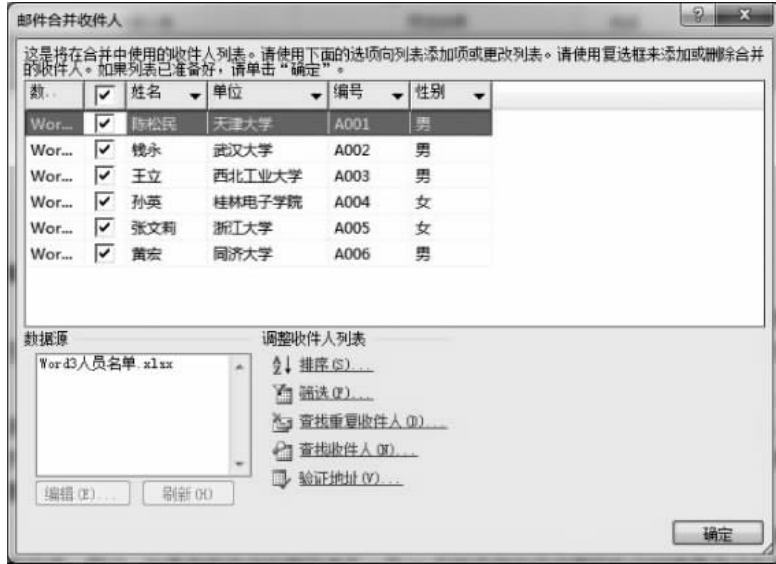 邮件合并收件人
这是将在合并中使用的收件人列表。请使用下面的选项向列表添加项或更改列表。请使用复选框来添加或删除合并
的收件人。如果列表已准备好，请单击“确定”。
数... 姓名 单位 编号 性别
Wor... 陈松民 天津大学 A001 男
Wor... 钱永 武汉大学 A002 男
Wor... 王立 西北工业大学 A003 男
Wor... 孙英 桂林电子学院 A004 女
Wor... 张文莉 浙江大学 A005 女
Wor... 黄宏 同济大学 A006 男
数据源 调整收件人列表
Word3人员名单.xlsx
排序(S)...
筛选(F)...
查找重复收件人(D)...
查找收件人(N)...
验证地址(V)...
编辑(E)... 刷新(H)
确定